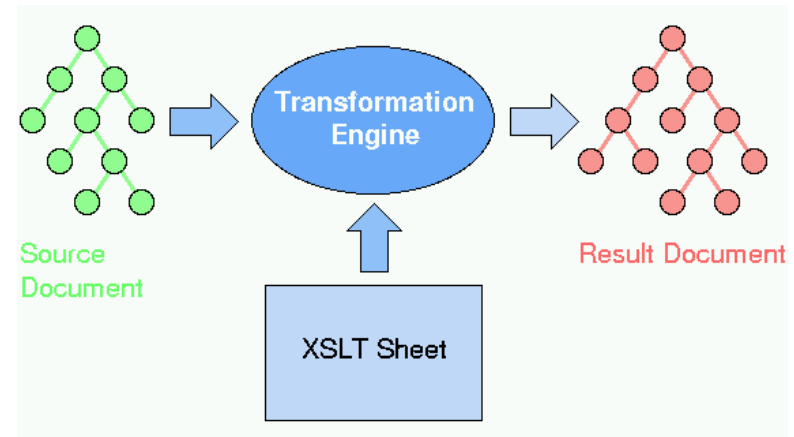 Transformation
Engine
Source
Document
Result Document
XSLT Sheet